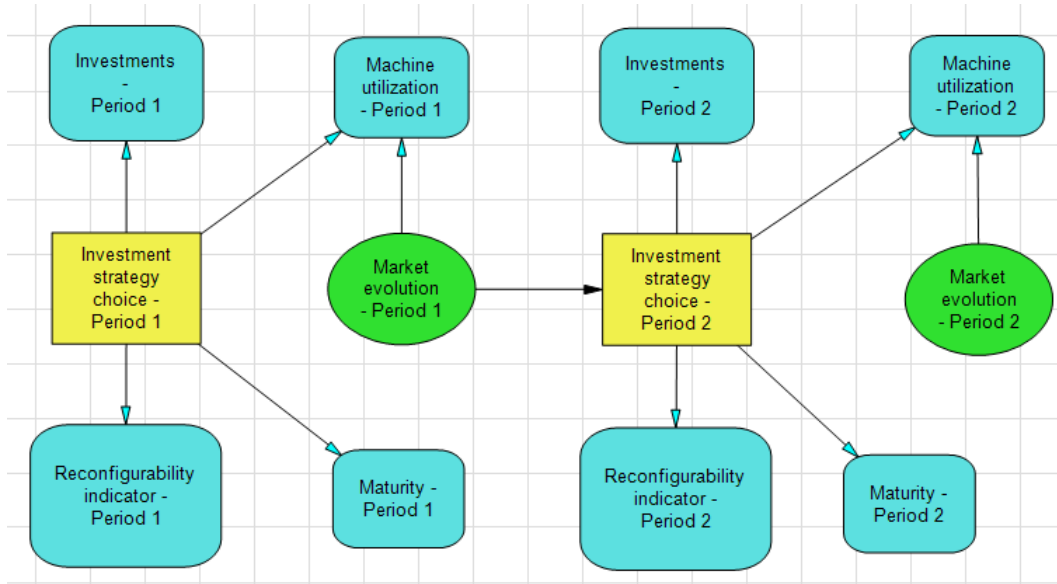 Investments
-
Period 1
Machine
utilization
- Period 1
Investments
-
Period 2
Machine
utilization
- Period 2
Investment
strategy
choice -
Period 1
Market
evolution
- Period 1
Investment
strategy
choice -
Period 2
Market
evolution
- Period 2
Reconfigurability
indicator -
Period 1
Maturity -
Period 1
Reconfigurability
indicator -
Period 2
Maturity -
Period 2